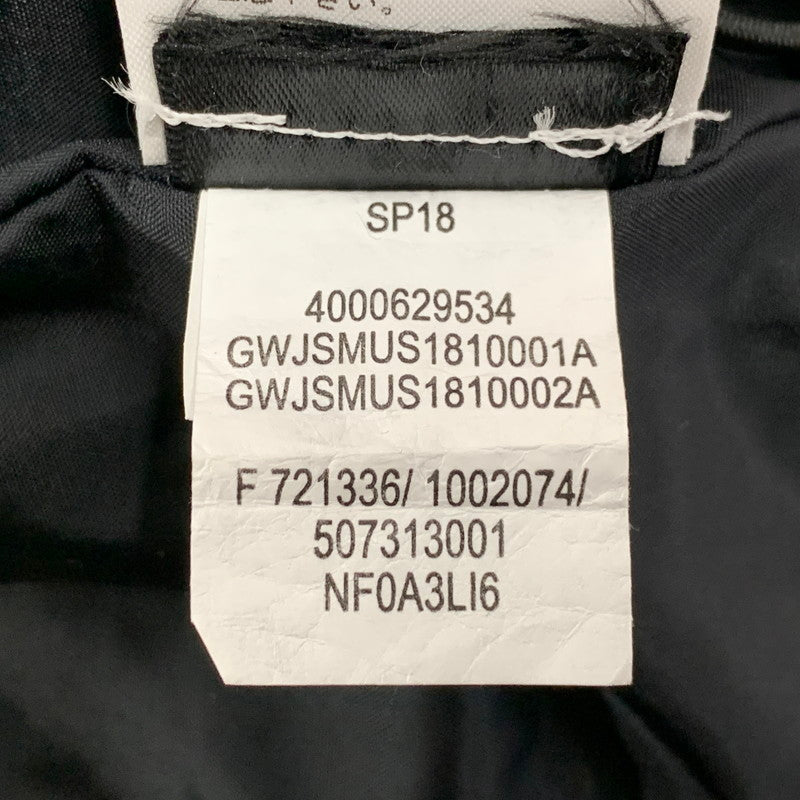 SP18
4000629534
GWJSMUS1810001A
GWJSMUS1810002A
F 721336/ 1002074/
507313001
NF0A3LI6